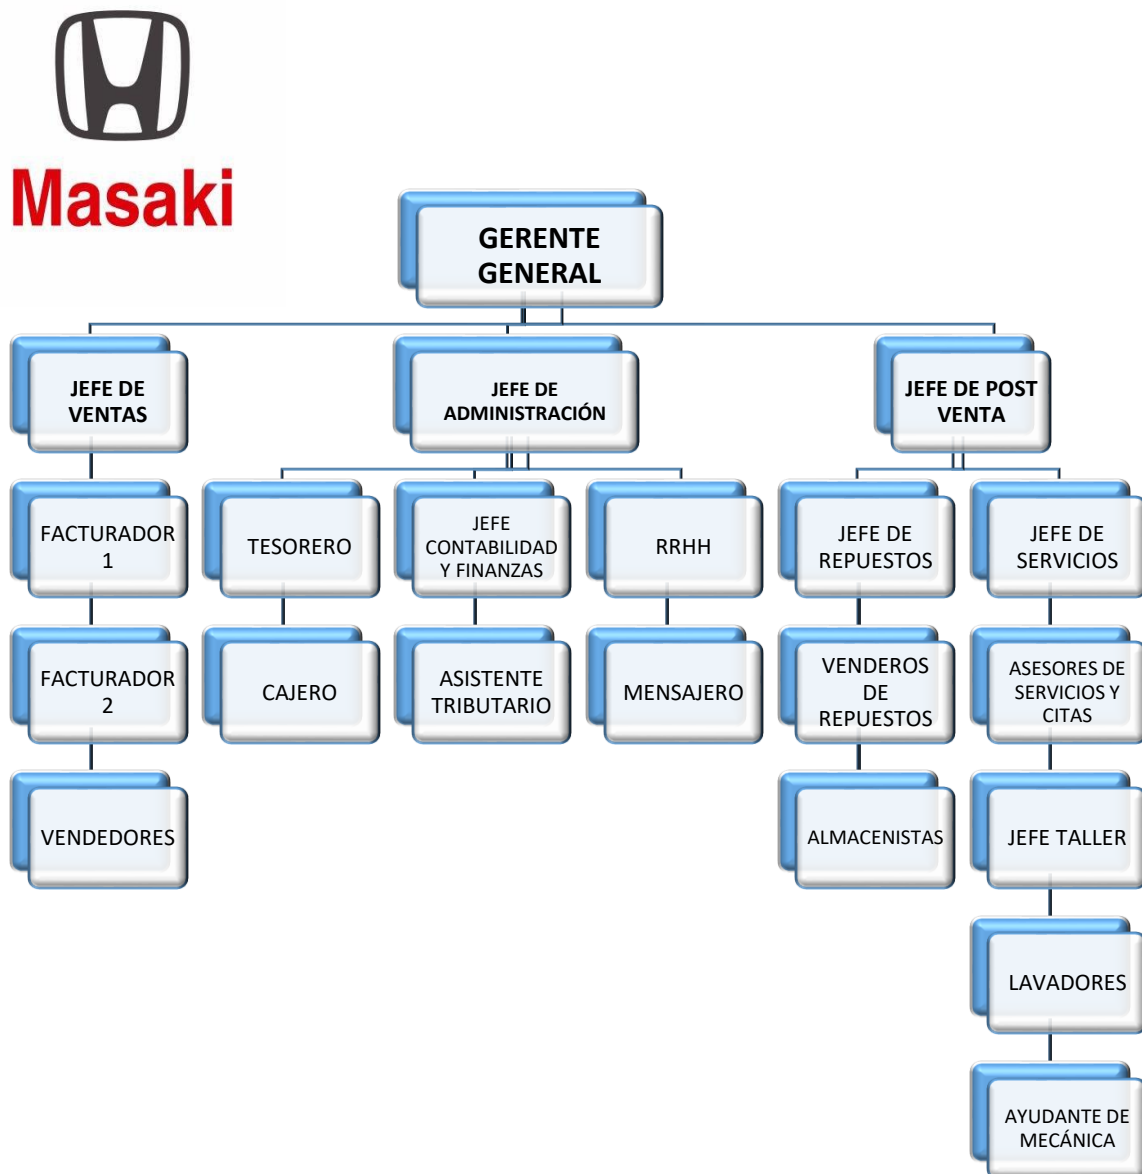 Masaki
GERENTE
GENERAL
JEFE DE
VENTAS
JEFE DE
ADMINISTRACIÓN
JEFE DE POST
VENTA
FACTURADOR
1
TESORERO
JEFE
CONTABILIDAD
Y FINANZAS
RRHH
JEFE DE
REPUESTOS
JEFE DE
SERVICIOS
FACTURADOR
2
CAJERO
ASISTENTE
TRIBUTARIO
MENSAJERO
VENDEROS
DE
REPUESTOS
ASESORES DE
SERVICIOS Y
CITAS
VENDEDORES
ALMACENISTAS
JEFE TALLER
LAVADORES
AYUDANTE DE
MECÁNICA